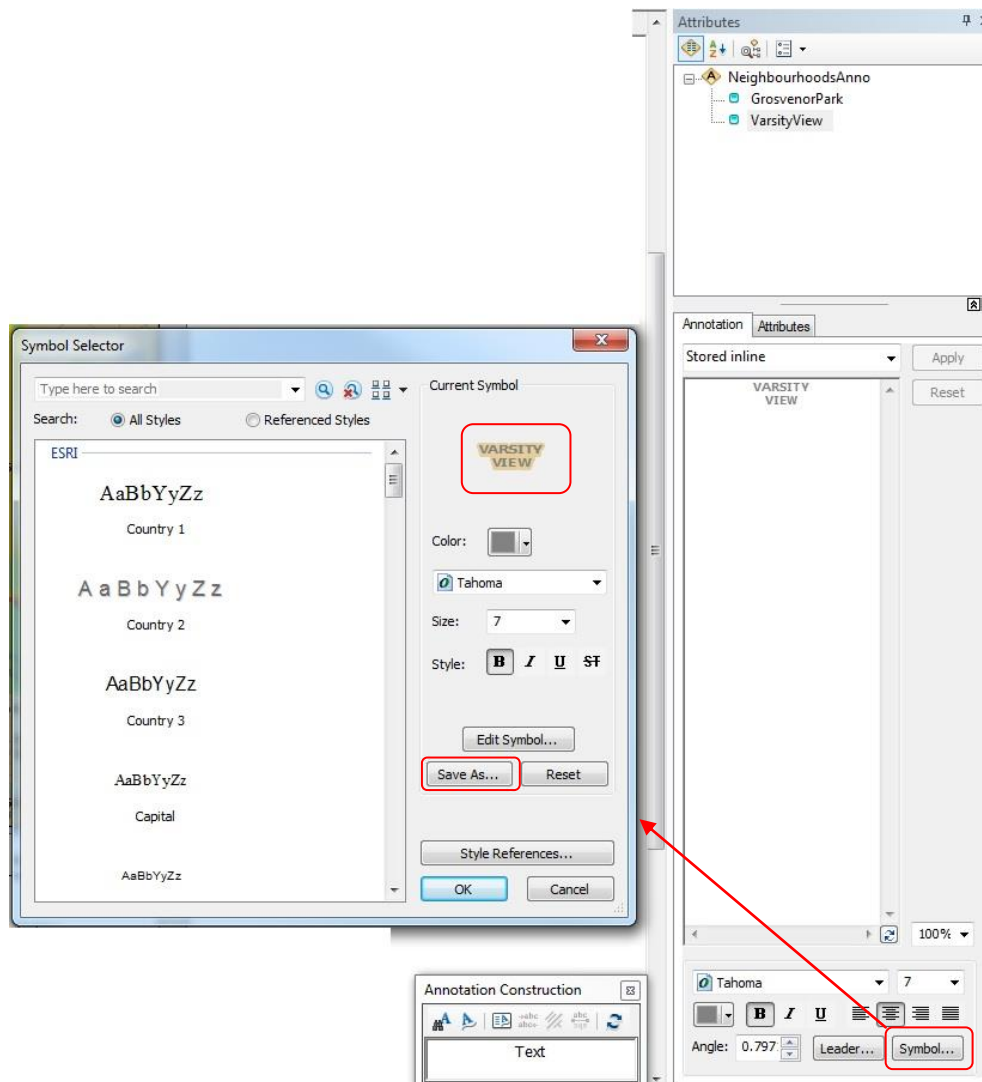 Attributes
NeighbourhoodsAnno
GrosvenorPark
VarsityView
Annotation Attributes
Stored inline
Apply
Reset
VARSITY
VIEW
100%
Tahoma 7
B I U
Angle: 0.797 Leader... Symbol...
Symbol Selector
Type here to search
Search: All Styles Referenced Styles
ESRI
AaBbYyZz
Country 1
AaBbYyZz
Country 2
AaBbYyZz
Country 3
AaBbYyZz
Capital
AaBbYyZz
Current Symbol
VARSITY
VIEW
Color:
Tahoma
Size: 7
Style: B I U ST
Edit Symbol...
Save As... Reset
Style References...
OK Cancel
Annotation Construction
Text